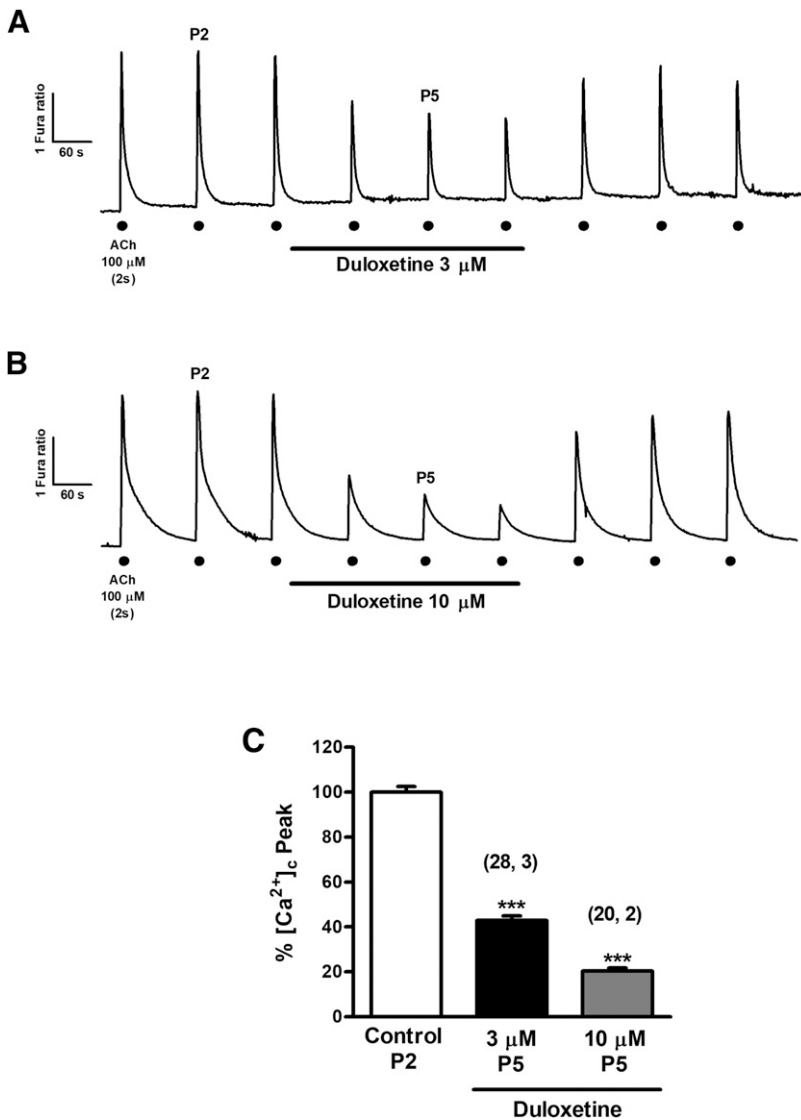 A
P2
P5
1 Fura ratio
60 s
ACh
100 μM
(2s)
Duloxetine 3 μM
B
P2
P5
1 Fura ratio
60 s
ACh
100 μM
(2s)
Duloxetine 10 μM
C
% [Ca²⁺]c Peak
120
100
80
60
40
20
0
(28, 3)
***
(20, 2)
***
Control
P2
3 μM
P5
10 μM
P5
Duloxetine